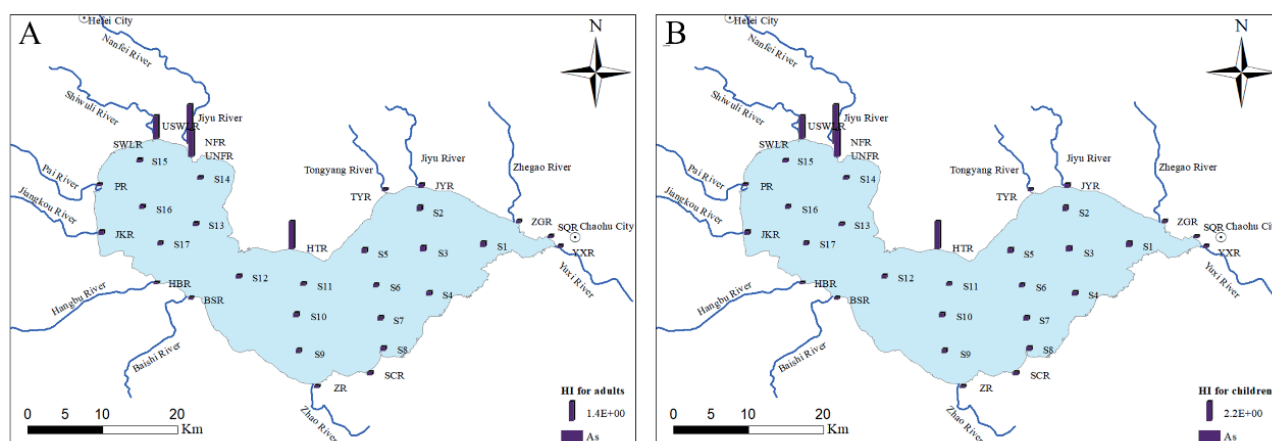 A
Hefei City
N
Nanfei River
Shiwuli River
Jiyu River
USWLR
SWLR
NFR
UNFR
S15
S14
Pai River
PR
Jiangkou River
S16
S13
JKR
S17
Tongyang River
Jiyu River
Zhegao River
TYR
JYR
S2
ZGR
SQR
Chaohu City
YXR
Yuxi River
HTR
S5
S3
S1
S12
S11
S6
S4
HBR
BSR
Hangbu River
S10
S7
Baishi River
S9
S8
ZR
SCR
Zhao River
HI for adults
1.4E+00
As
0 5 10 20
Km
B
Hefei City
N
Nanfei River
Shiwuli River
Jiyu River
USWLR
SWLR
NFR
UNFR
S15
S14
Pai River
PR
Jiangkou River
S16
S13
JKR
S17
Tongyang River
Jiyu River
Zhegao River
TYR
JYR
S2
ZGR
SQR
Chaohu City
YXR
Yuxi River
HTR
S5
S3
S1
S12
S11
S6
S4
HBR
BSR
Hangbu River
S10
S7
Baishi River
S9
S8
ZR
SCR
Zhao River
HI for children
2.2E+00
As
0 5 10 20
Km